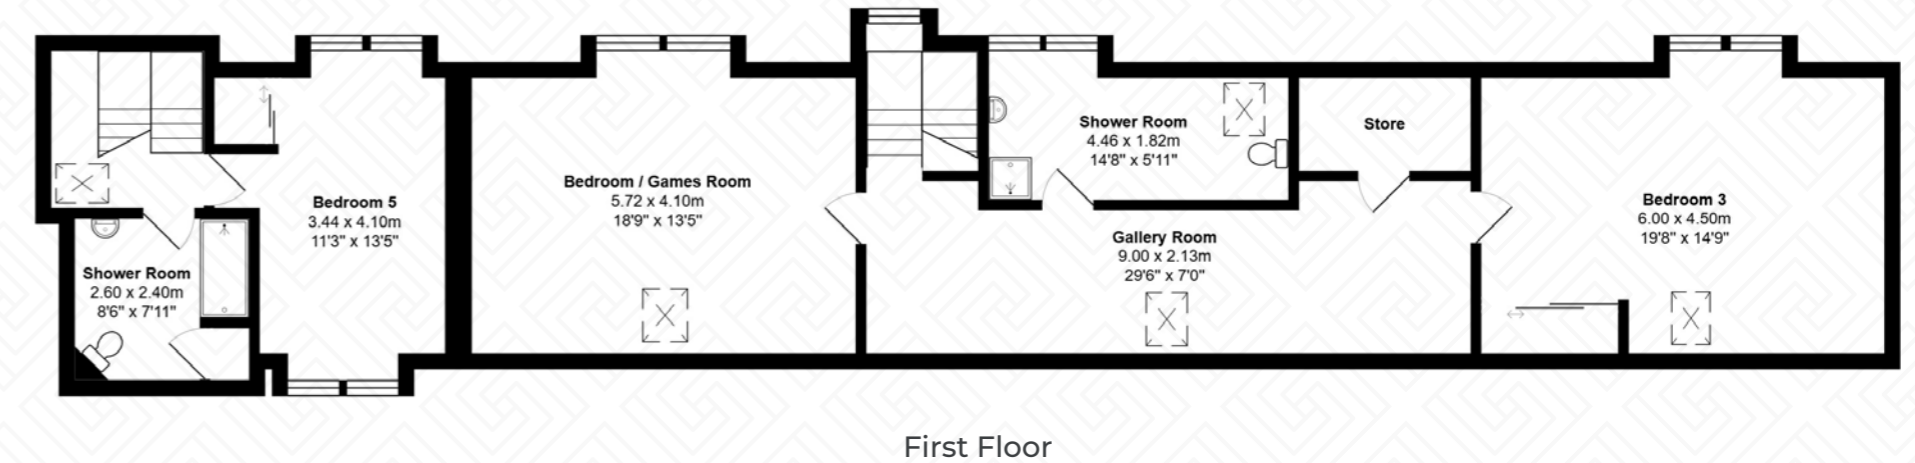 Bedroom 5
3.44 x 4.10m
11'3" x 13'5"
Shower Room
2.60 x 2.40m
8'6" x 7'11"
Bedroom / Games Room
5.72 x 4.10m
18'9" x 13'5"
Shower Room
4.46 x 1.82m
14'8" x 5'11"
Store
Gallery Room
9.00 x 2.13m
29'6" x 7'0"
Bedroom 3
6.00 x 4.50m
19'8" x 14'9"
First Floor